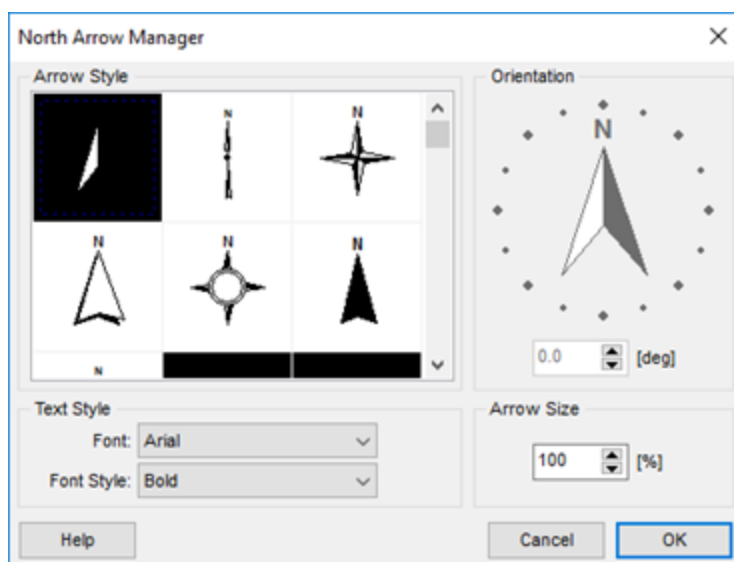 North Arrow Manager
Arrow Style
N
N
N
N
N
N
Orientation
N
0.0 [deg]
Text Style
Font: Arial
Font Style: Bold
Arrow Size
100 [%]
Help
Cancel
OK